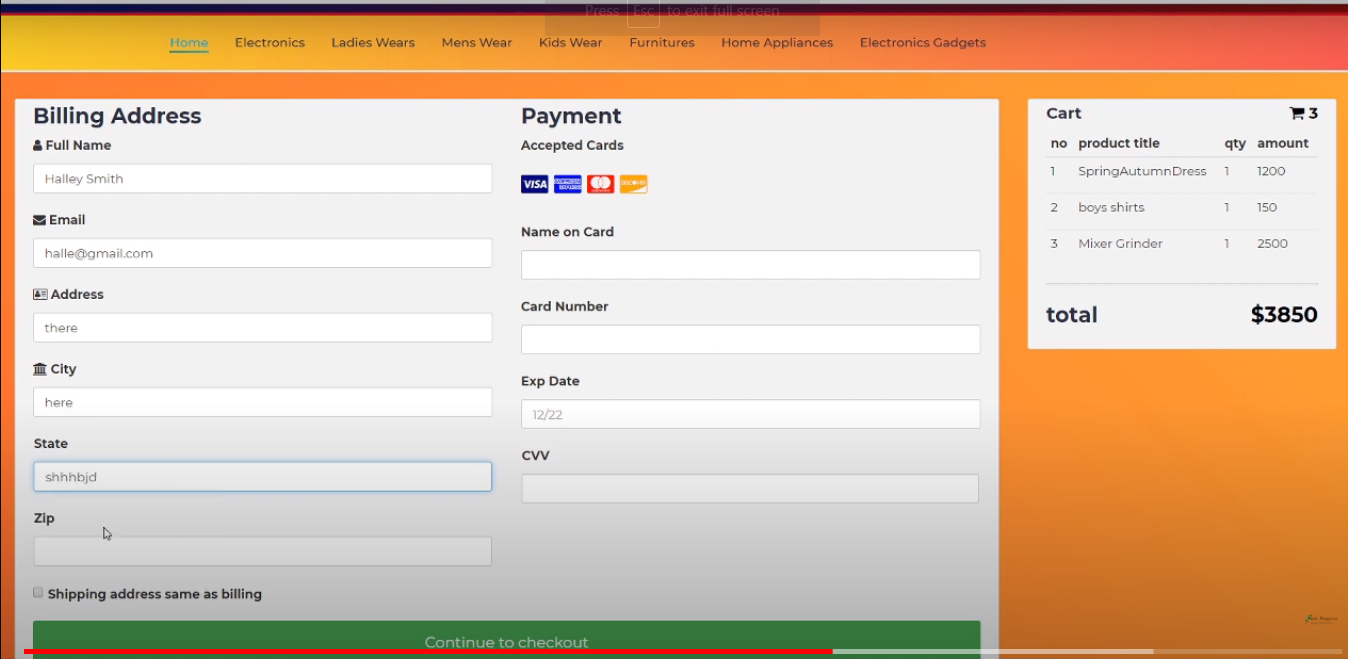 Press Esc to exit full screen
Home Electronics Ladies Wears Mens Wear Kids Wear Furnitures Home Appliances Electronics Gadgets
Billing Address
Full Name
Halley Smith
Email
halle@gmail.com
Address
there
City
here
State
shhhbjd
Zip
Shipping address same as billing
Payment
Accepted Cards
VISA DISCOVER
Name on Card
Card Number
Exp Date
12/22
CVV
Continue to checkout
Cart 3
no product title qty amount
1 SpringAutumnDress 1 1200
2 boys shirts 1 150
3 Mixer Grinder 1 2500
total $3850